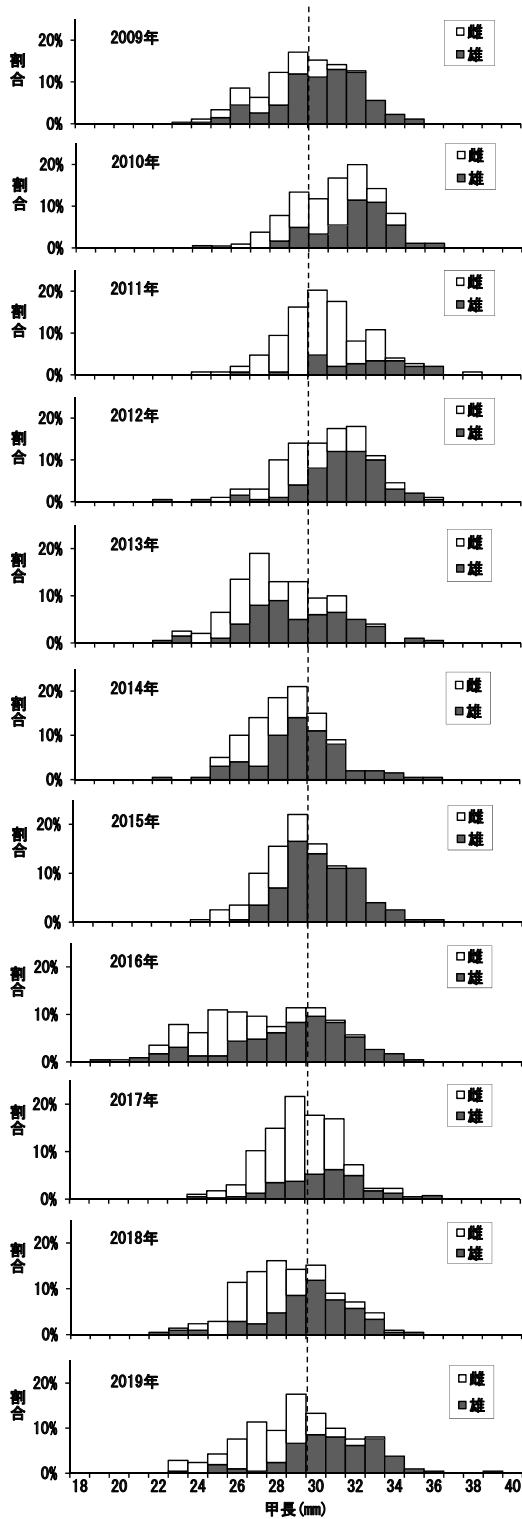 2009年
□雌
■雄
割合
20%
10%
0%
2010年
□雌
■雄
割合
20%
10%
0%
2011年
□雌
■雄
割合
20%
10%
0%
2012年
□雌
■雄
割合
20%
10%
0%
2013年
□雌
■雄
割合
20%
10%
0%
2014年
□雌
■雄
割合
20%
10%
0%
2015年
□雌
■雄
割合
20%
10%
0%
2016年
□雌
■雄
割合
20%
10%
0%
2017年
□雌
■雄
割合
20%
10%
0%
2018年
□雌
■雄
割合
20%
10%
0%
2019年
□雌
■雄
割合
20%
10%
0%
18 20 22 24 26 28 30 32 34 36 38 40
甲長(mm)